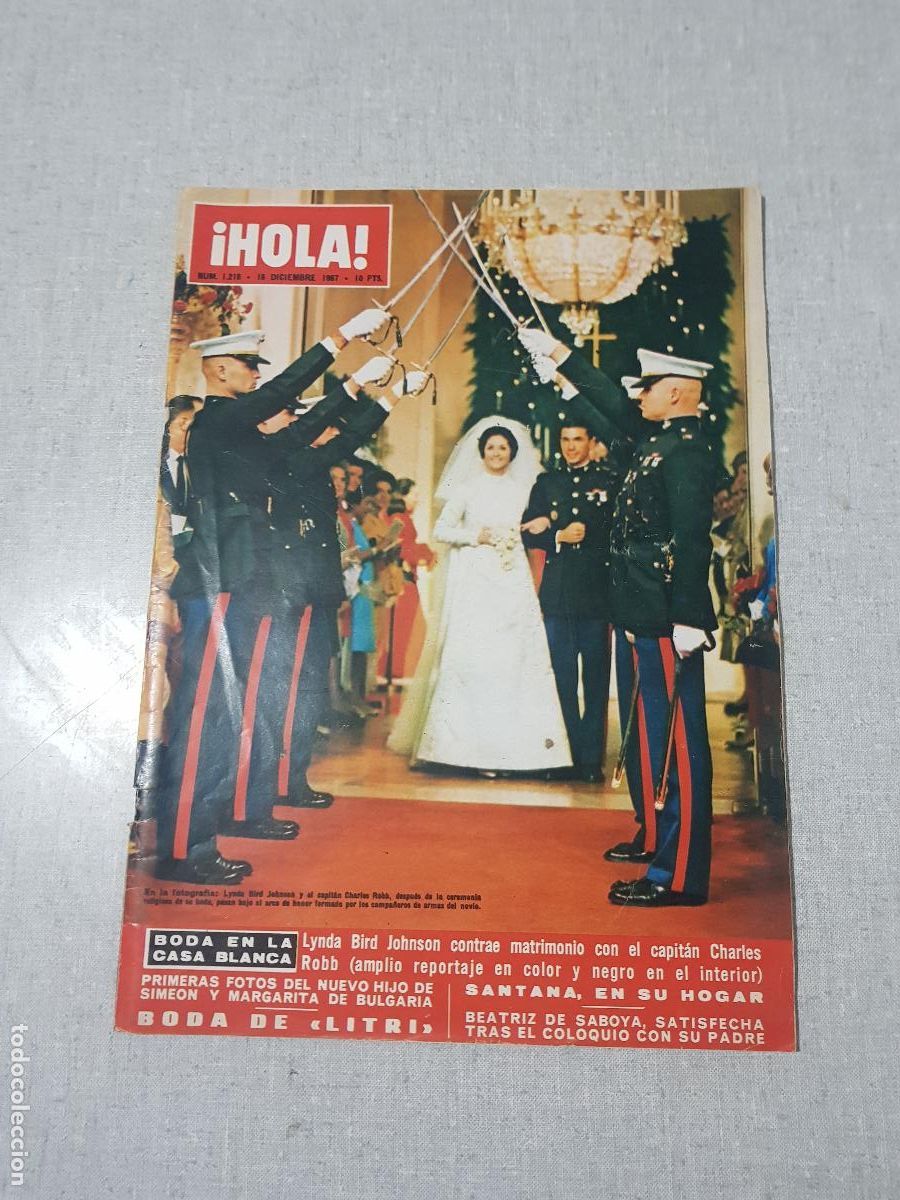 ¡HOLA!
NUM. 1.216 - 16 DICIEMBRE 1967 - 10 PTS.
En la fotografía: Lynda Bird Johnson y el capitán Charles Robb, después de la ceremonia
religiosa de su boda, pasan bajo el arco de honor formado por los compañeros de armas del novio.
BODA EN LA
CASA BLANCA
Lynda Bird Johnson contrae matrimonio con el capitán Charles
Robb (amplio reportaje en color y negro en el interior)
PRIMERAS FOTOS DEL NUEVO HIJO DE
SIMEON Y MARGARITA DE BULGARIA
BODA DE «LITRI»
SANTANA, EN SU HOGAR
BEATRIZ DE SABOYA, SATISFECHA
TRAS EL COLOQUIO CON SU PADRE
todocoleccion